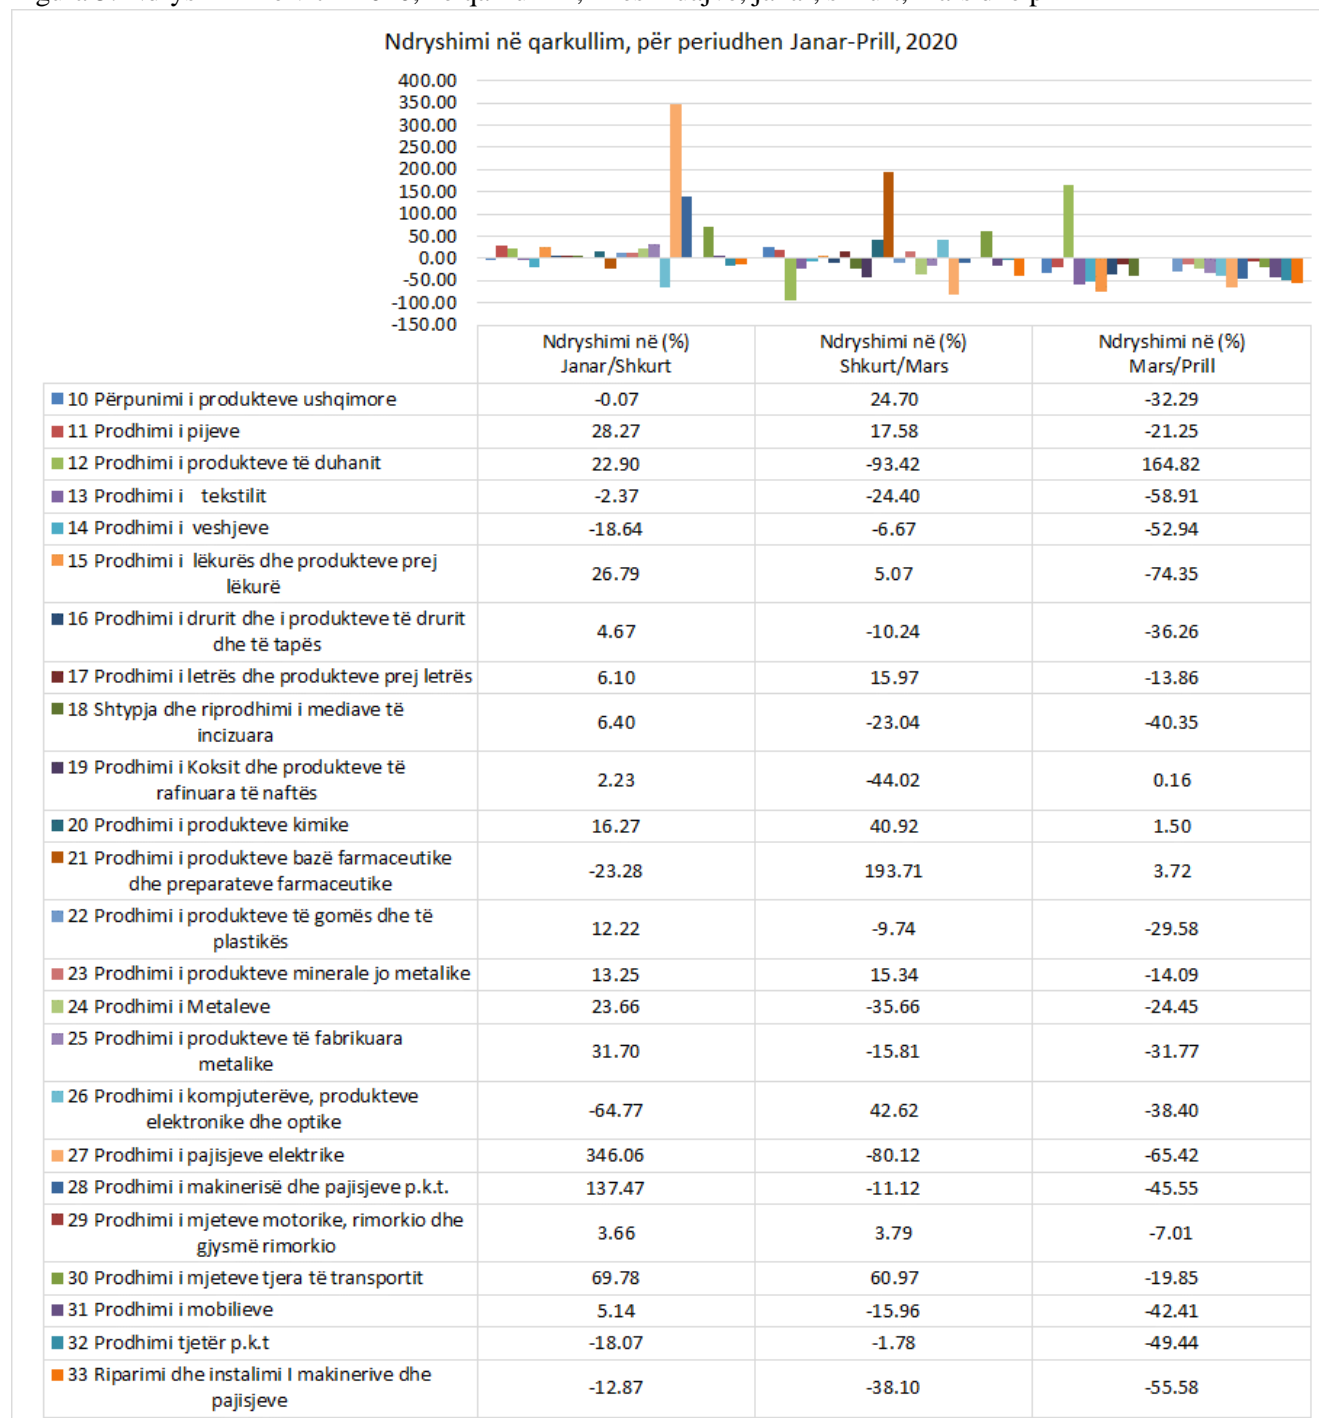 Ndryshimi në qarkullim, për periudhen Janar-Prill, 2020
400.00
350.00
300.00
250.00
200.00
150.00
100.00
50.00
0.00
-50.00
-100.00
-150.00
Ndryshimi në (%) Ndryshimi në (%) Ndryshimi në (%)
Janar/Shkurt Shkurt/Mars Mars/Prill
10 Përpunimi i produkteve ushqimore -0.07 24.70 -32.29
11 Prodhimi i pijeve 28.27 17.58 -21.25
12 Prodhimi i produkteve të duhanit 22.90 -93.42 164.82
13 Prodhimi i tekstilit -2.37 -24.40 -58.91
14 Prodhimi i veshjeve -18.64 -6.67 -52.94
15 Prodhimi i lëkurës dhe produkteve prej
lëkurë 26.79 5.07 -74.35
16 Prodhimi i drurit dhe i produkteve të drurit
dhe të tapës 4.67 -10.24 -36.26
17 Prodhimi i letrës dhe produkteve prej letrës 6.10 15.97 -13.86
18 Shtypja dhe riprodhimi i mediave të
incizuara 6.40 -23.04 -40.35
19 Prodhimi i Koksit dhe produkteve të
rafinuara të naftës 2.23 -44.02 0.16
20 Prodhimi i produkteve kimike 16.27 40.92 1.50
21 Prodhimi i produkteve bazë farmaceutike
dhe preparateve farmaceutike -23.28 193.71 3.72
22 Prodhimi i produkteve të gomës dhe të
plastikës 12.22 -9.74 -29.58
23 Prodhimi i produkteve minerale jo metalike 13.25 15.34 -14.09
24 Prodhimi i Metaleve 23.66 -35.66 -24.45
25 Prodhimi i produkteve të fabrikuara
metalike 31.70 -15.81 -31.77
26 Prodhimi i kompjuterëve, produkteve
elektronike dhe optike -64.77 42.62 -38.40
27 Prodhimi i pajisjeve elektrike 346.06 -80.12 -65.42
28 Prodhimi i makinerisë dhe pajisjeve p.k.t. 137.47 -11.12 -45.55
29 Prodhimi i mjeteve motorike, rimorkio dhe
gjysmë rimorkio 3.66 3.79 -7.01
30 Prodhimi i mjeteve tjera të transportit 69.78 60.97 -19.85
31 Prodhimi i mobilieve 5.14 -15.96 -42.41
32 Prodhimi tjetër p.k.t -18.07 -1.78 -49.44
33 Riparimi dhe instalimi I makinerive dhe
pajisjeve -12.87 -38.10 -55.58